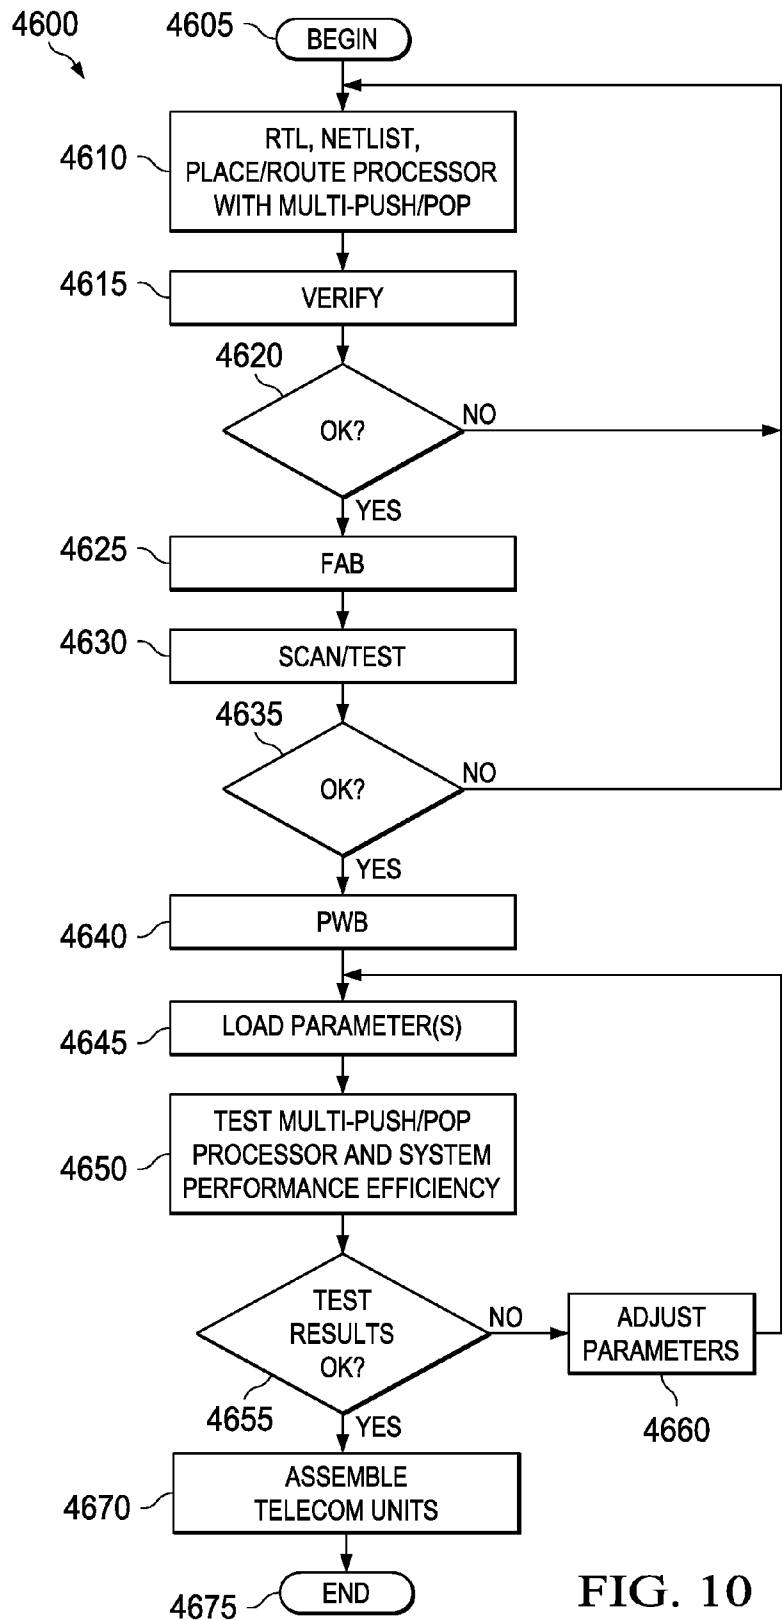 4600
4605
BEGIN
4610
RTL, NETLIST,
PLACE/ROUTE PROCESSOR
WITH MULTI-PUSH/POP
4615
VERIFY
4620
OK?
NO
YES
4625
FAB
4630
SCAN/TEST
4635
OK?
NO
YES
4640
PWB
4645
LOAD PARAMETER(S)
4650
TEST MULTI-PUSH/POP
PROCESSOR AND SYSTEM
PERFORMANCE EFFICIENCY
TEST
RESULTS
OK?
NO
ADJUST
PARAMETERS
4655
YES
4660
4670
ASSEMBLE
TELECOM UNITS
4675
END
FIG. 10